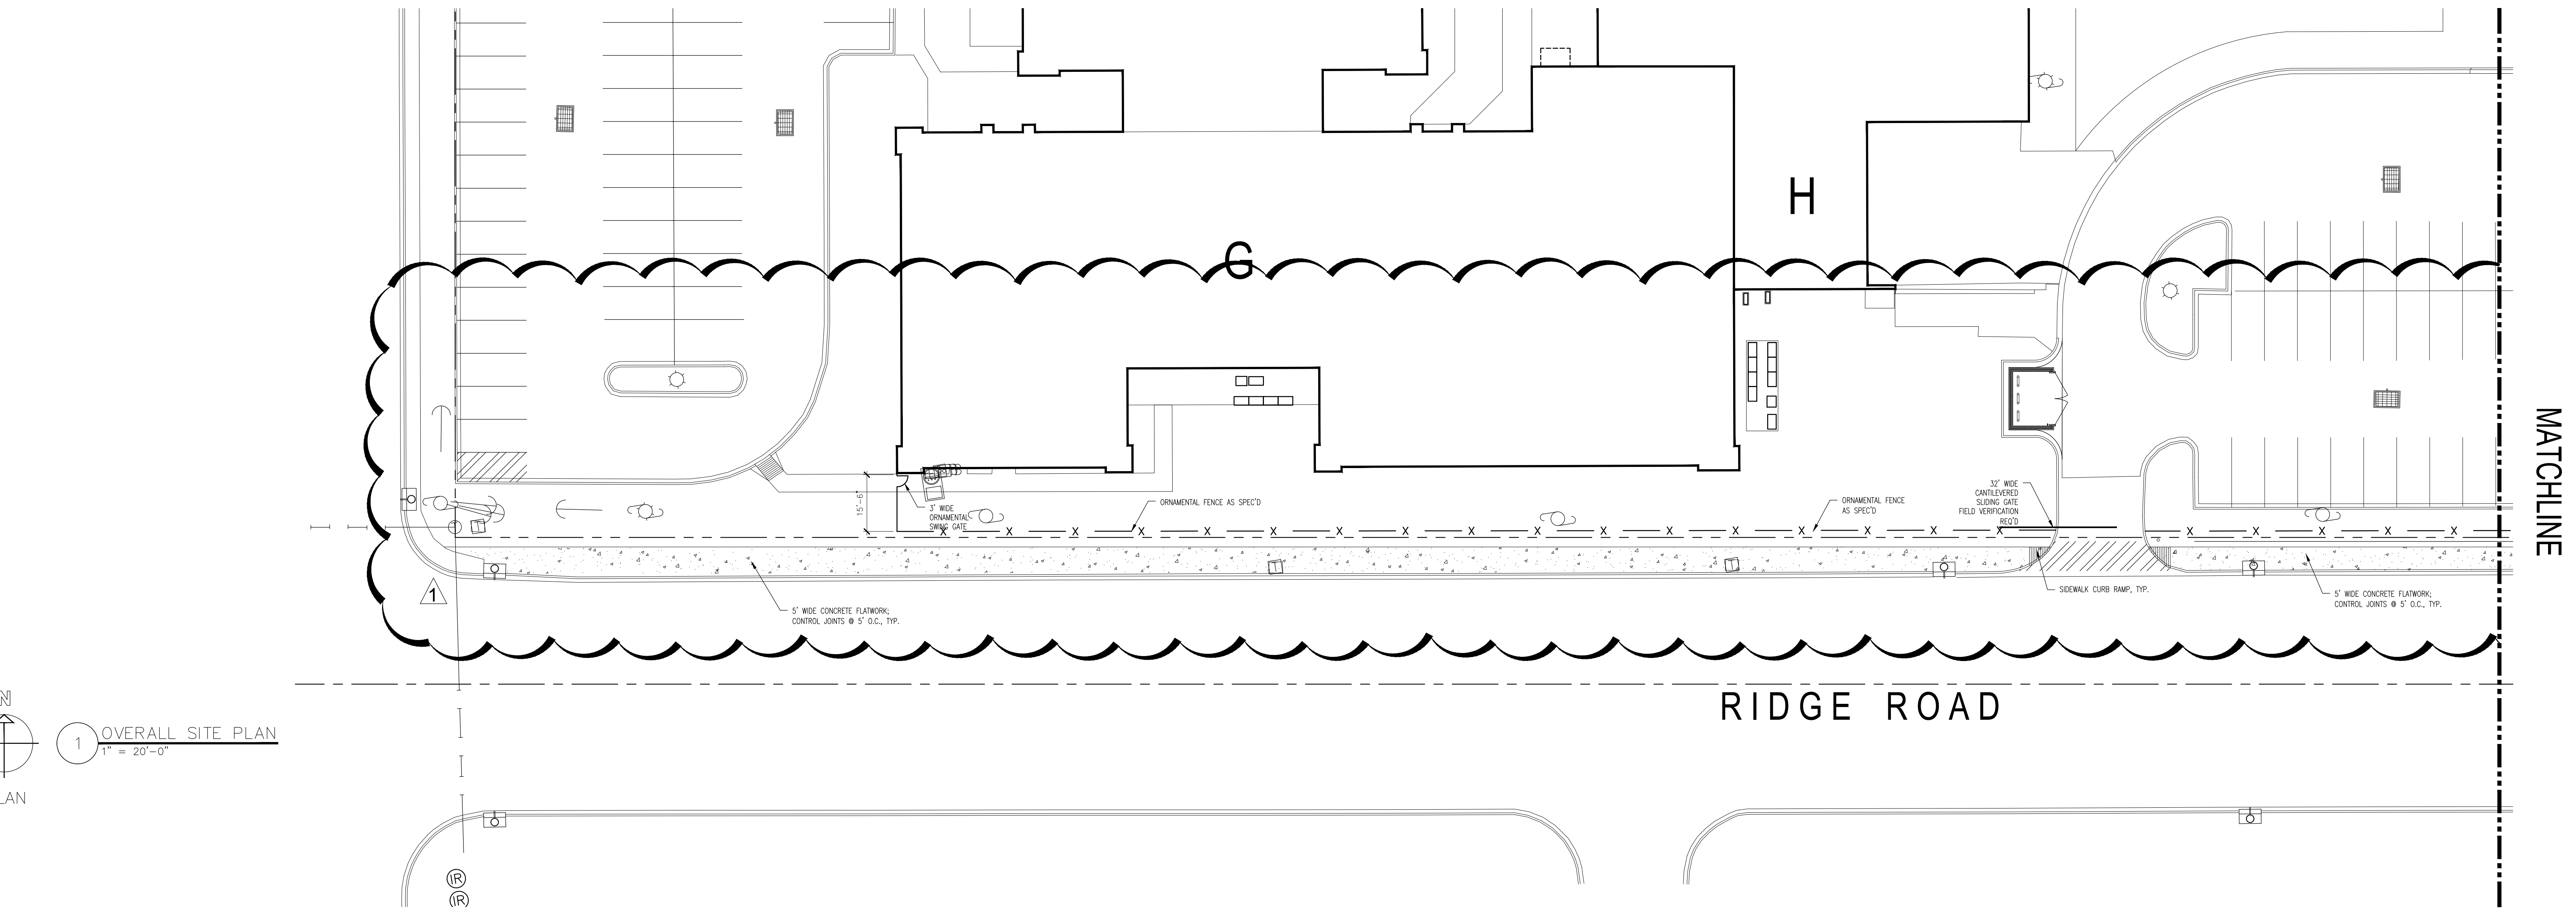 H
G
15'-6"
3' WIDE
ORNAMENTAL
SWING GATE
ORNAMENTAL FENCE AS SPEC'D
ORNAMENTAL FENCE
AS SPEC'D
32' WIDE
CANTILEVERED
SLIDING GATE
FIELD VERIFICATION
REQ'D
X X X X X X X X X X X X X X X X X X X X X X
MATCHLINE
1
5' WIDE CONCRETE FLATWORK;
CONTROL JOINTS @ 5' O.C., TYP.
SIDEWALK CURB RAMP, TYP.
5' WIDE CONCRETE FLATWORK;
CONTROL JOINTS @ 5' O.C., TYP.
RIDGE ROAD
N
1
OVERALL SITE PLAN
1" = 20'-0"
LAN
IR
IR